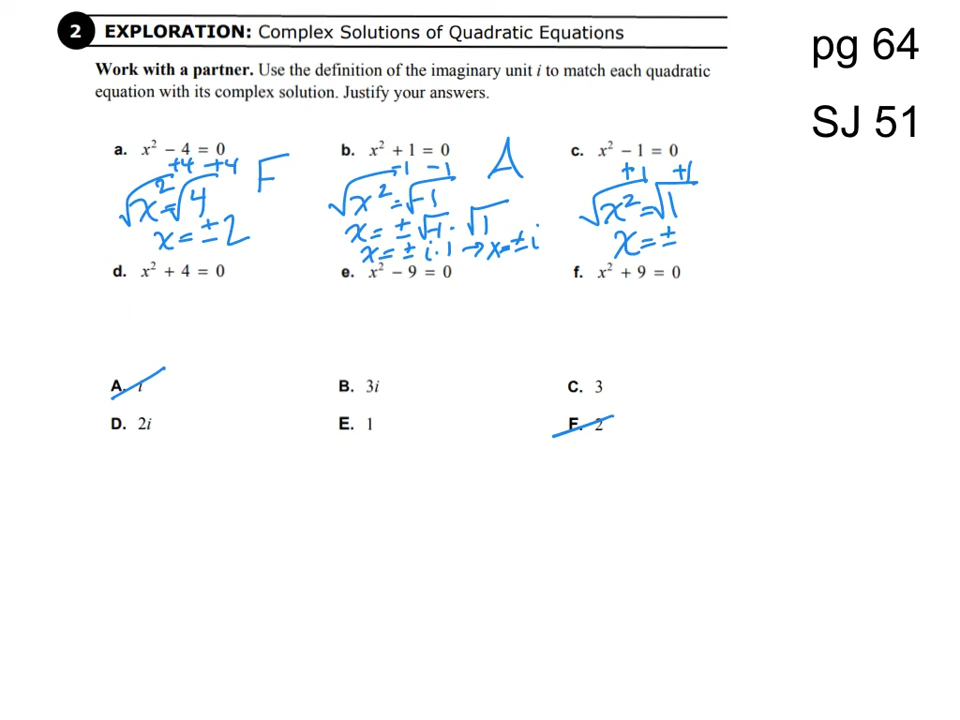 2 EXPLORATION: Complex Solutions of Quadratic Equations
pg 64
Work with a partner. Use the definition of the imaginary unit i to match each quadratic
equation with its complex solution. Justify your answers.
SJ 51
a. x² − 4 = 0 b. x² + 1 = 0 A c. x² − 1 = 0
+4 +4 F −1 −1 +1 +1
√x² = √4 √x² = √−1 √x² = √1
x = ±2 x = ± √−1 · √1 x = ±
x = ± i · 1 → x = ± i
d. x² + 4 = 0 e. x² − 9 = 0 f. x² + 9 = 0
A. i B. 3i C. 3
D. 2i E. 1 F. 2